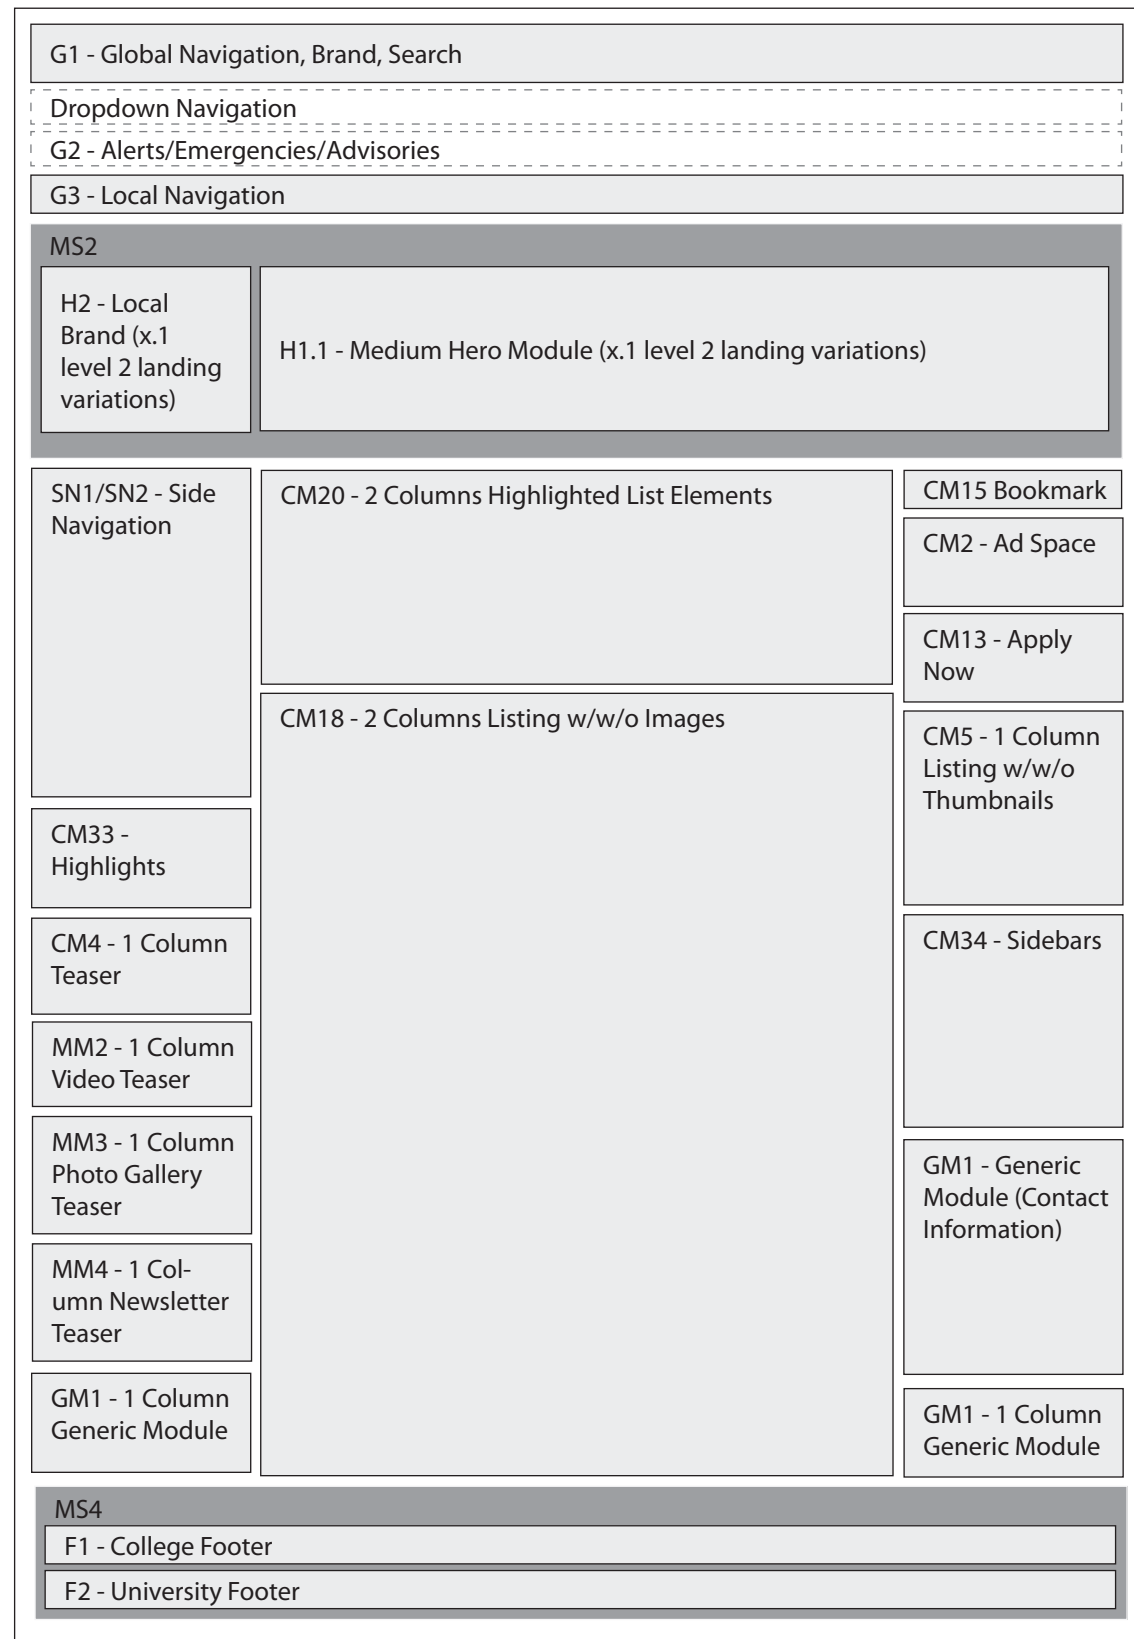 G1 - Global Navigation, Brand, Search
Dropdown Navigation
G2 - Alerts/Emergencies/Advisories
G3 - Local Navigation
MS2
H2 - Local
Brand (x.1
level 2 landing
variations)
H1.1 - Medium Hero Module (x.1 level 2 landing variations)
SN1/SN2 - Side
Navigation
CM33 -
Highlights
CM4 - 1 Column
Teaser
MM2 - 1 Column
Video Teaser
MM3 - 1 Column
Photo Gallery
Teaser
MM4 - 1 Col-
umn Newsletter
Teaser
GM1 - 1 Column
Generic Module
CM20 - 2 Columns Highlighted List Elements
CM18 - 2 Columns Listing w/w/o Images
CM15 Bookmark
CM2 - Ad Space
CM13 - Apply
Now
CM5 - 1 Column
Listing w/w/o
Thumbnails
CM34 - Sidebars
GM1 - Generic
Module (Contact
Information)
GM1 - 1 Column
Generic Module
MS4
F1 - College Footer
F2 - University Footer